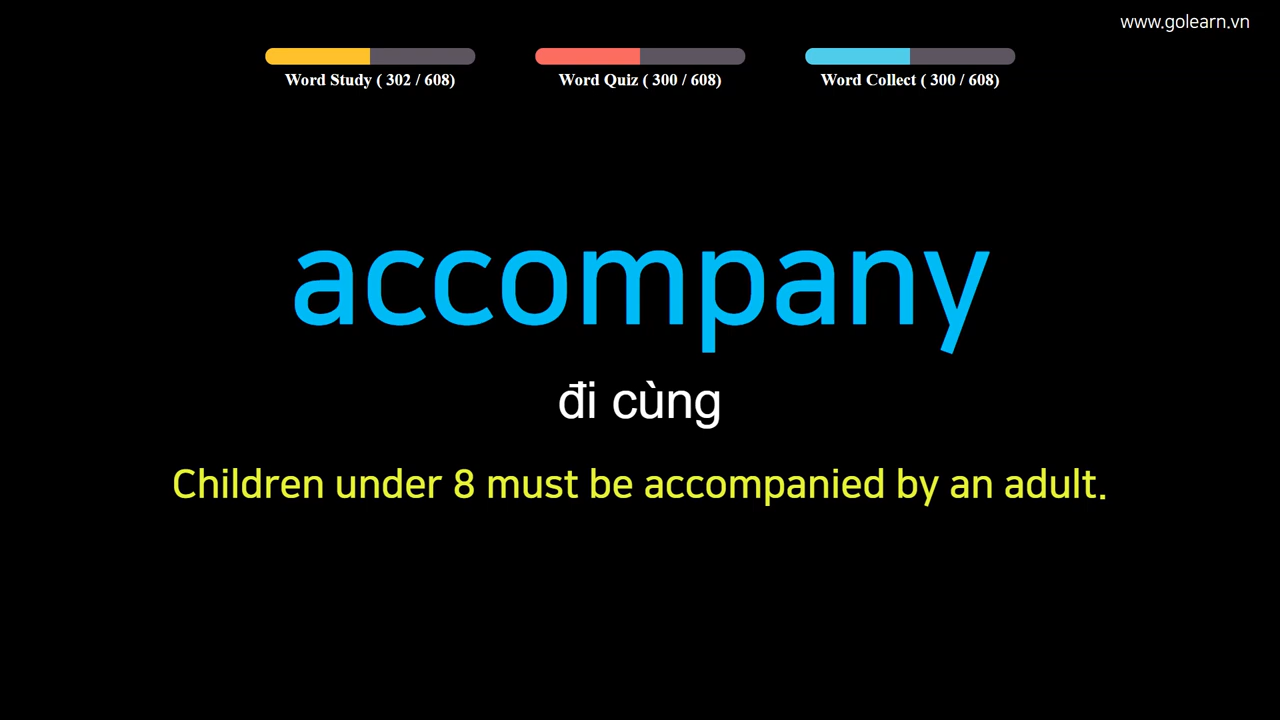 www.golearn.vn
Word Study ( 302 / 608)
Word Quiz ( 300 / 608)
Word Collect ( 300 / 608)
accompany
đi cùng
Children under 8 must be accompanied by an adult.